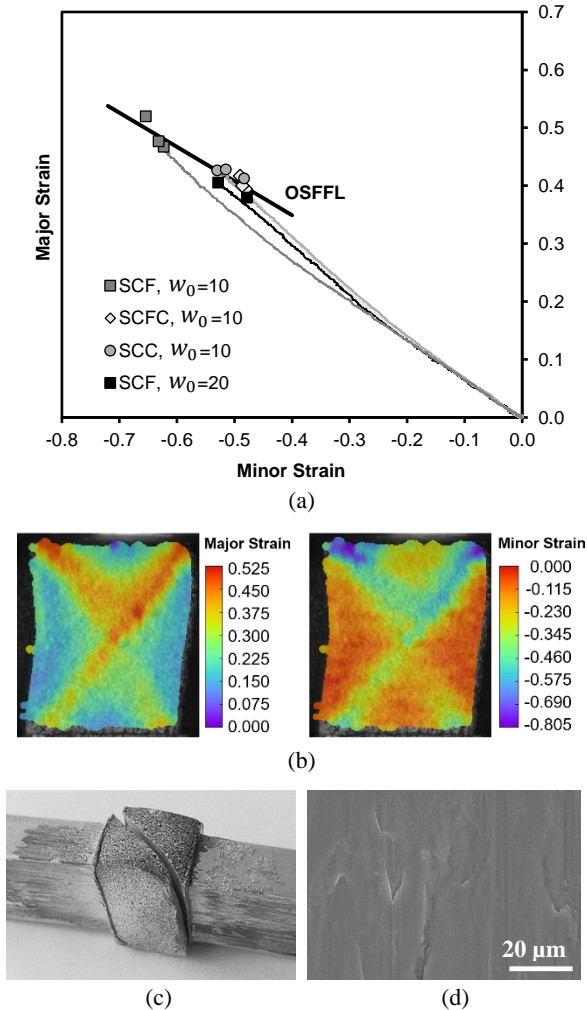 0.7
0.6
0.5
0.4
0.3
0.2
0.1
0.0
Major Strain
OSFFL
SCF, w₀=10
SCFC, w₀=10
SCC, w₀=10
SCF, w₀=20
-0.8 -0.7 -0.6 -0.5 -0.4 -0.3 -0.2 -0.1 0.0
Minor Strain
(a)
Major Strain
0.525
0.450
0.375
0.300
0.225
0.150
0.075
0.000
Minor Strain
0.000
-0.115
-0.230
-0.345
-0.460
-0.575
-0.690
-0.805
(b)
20 µm
(c) (d)